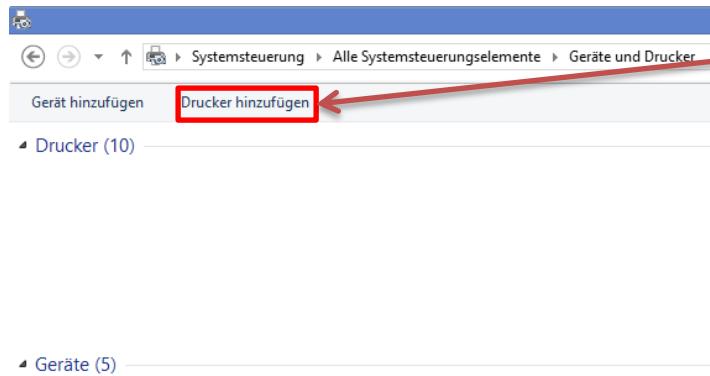 Systemsteuerung ▸ Alle Systemsteuerungselemente ▸ Geräte und Drucker
Gerät hinzufügen Drucker hinzufügen
Drucker (10)
Geräte (5)